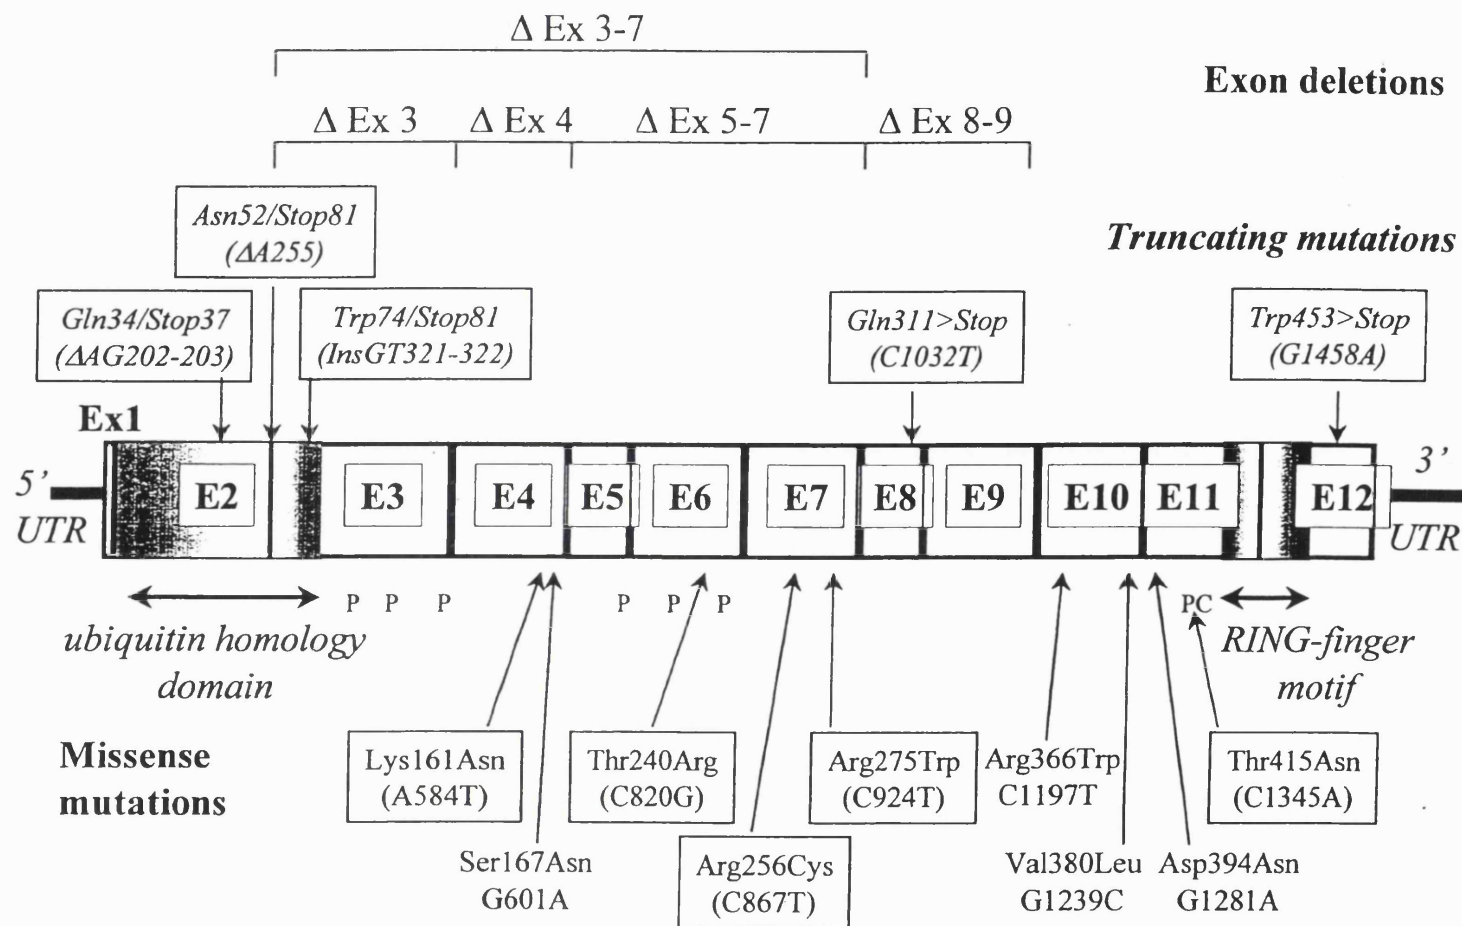 Δ Ex 3-7
Exon deletions
Δ Ex 3 Δ Ex 4 Δ Ex 5-7 Δ Ex 8-9
Asn52/Stop81
(ΔA255)
Truncating mutations
Gln34/Stop37
(ΔAG202-203)
Trp74/Stop81
(InsGT321-322)
Gln311>Stop
(C1032T)
Trp453>Stop
(G1458A)
Ex1
5’
UTR
E2 E3 E4 E5 E6 E7 E8 E9 E10 E11 E12
3’
UTR
P P P P P P PC
ubiquitin homology
domain
RING-finger
motif
Missense
mutations
Lys161Asn
(A584T)
Thr240Arg
(C820G)
Arg275Trp
(C924T)
Arg366Trp
C1197T
Thr415Asn
(C1345A)
Ser167Asn
G601A
Arg256Cys
(C867T)
Val380Leu
G1239C
Asp394Asn
G1281A